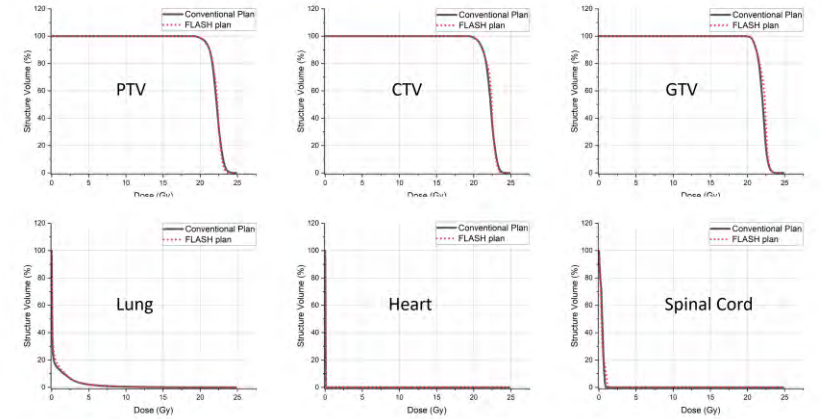 120
100
80
60
40
20
0
Structure Volume (%)
Conventional Plan
FLASH plan
PTV
0 5 10 15 20 25
Dose (Gy)
120
100
80
60
40
20
0
Structure Volume (%)
Conventional Plan
FLASH plan
CTV
0 5 10 15 20 25
Dose (Gy)
120
100
80
60
40
20
0
Structure Volume (%)
Conventional Plan
FLASH plan
GTV
0 5 10 15 20 25
Dose (Gy)
120
100
80
60
40
20
0
Structure Volume (%)
Conventional Plan
FLASH plan
Lung
0 5 10 15 20 25
Dose (Gy)
120
100
80
60
40
20
0
Structure Volume (%)
Conventional Plan
FLASH plan
Heart
0 5 10 15 20 25
Dose (Gy)
120
100
80
60
40
20
0
Structure Volume (%)
Conventional Plan
FLASH plan
Spinal Cord
0 5 10 15 20 25
Dose (Gy)